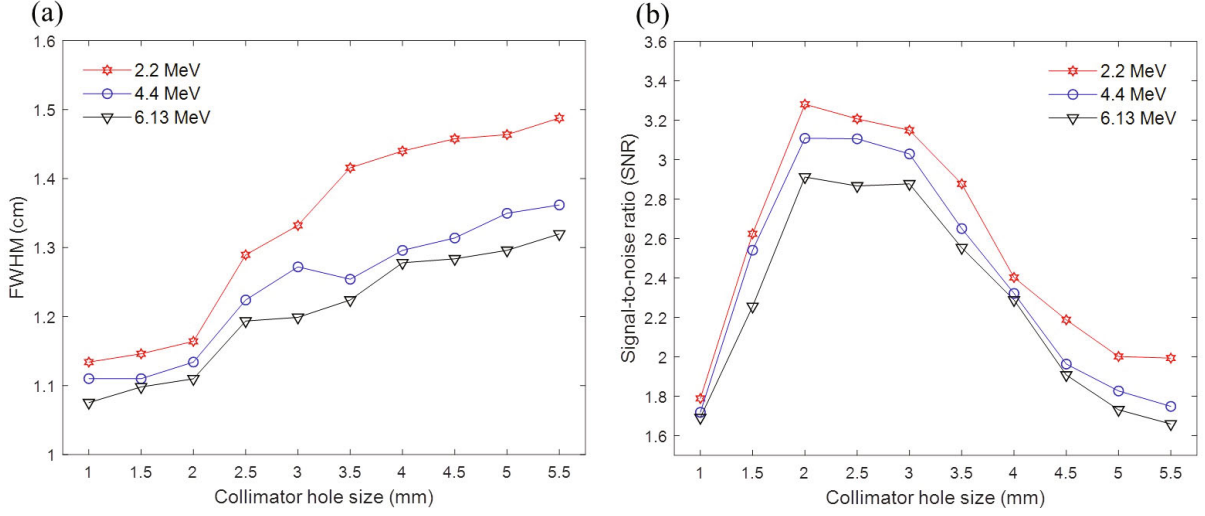 (a)
1.6
1.5
1.4
1.3
1.2
1.1
1
FWHM (cm)
2.2 MeV
4.4 MeV
6.13 MeV
1 1.5 2 2.5 3 3.5 4 4.5 5 5.5
Collimator hole size (mm)
(b)
3.6
3.4
3.2
3
2.8
2.6
2.4
2.2
2
1.8
1.6
Signal-to-noise ratio (SNR)
2.2 MeV
4.4 MeV
6.13 MeV
1 1.5 2 2.5 3 3.5 4 4.5 5 5.5
Collimator hole size (mm)